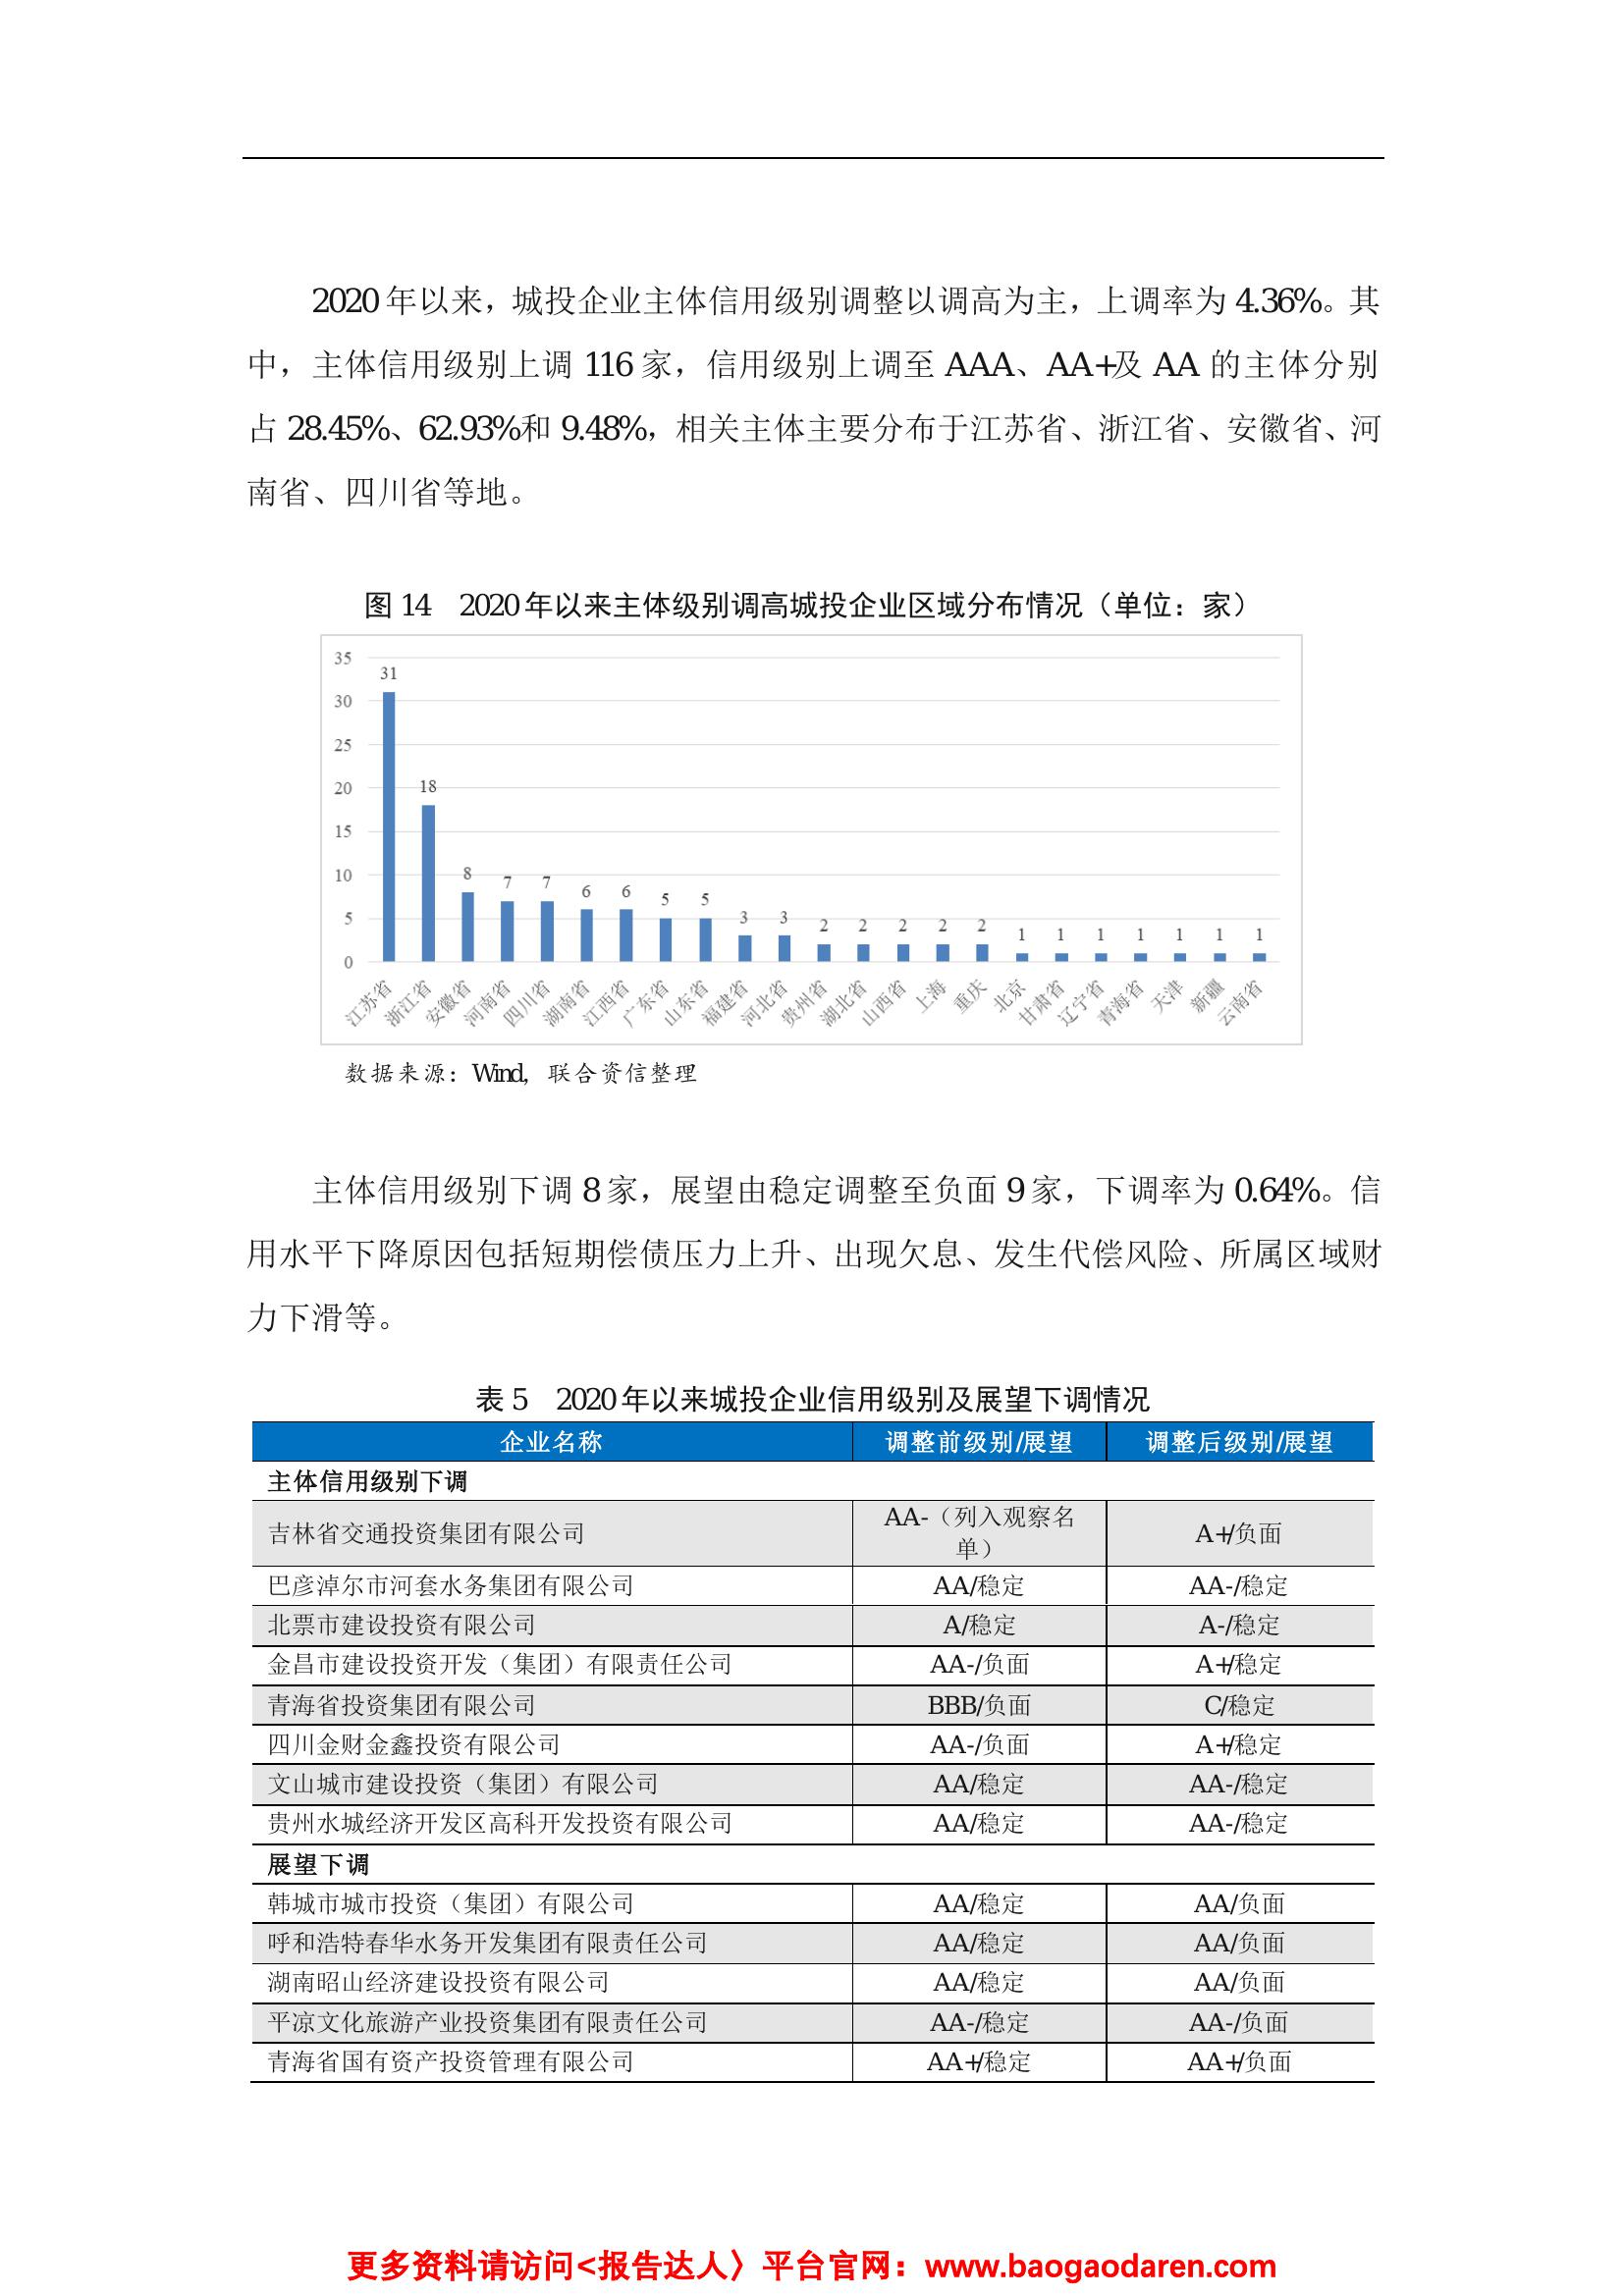 2020年以来，城投企业主体信用级别调整以调高为主，上调率为4.36%。其
中，主体信用级别上调 116 家，信用级别上调至 AAA、AA+及 AA 的主体分别
占 28.45%、62.93%和 9.48%，相关主体主要分布于江苏省、浙江省、安徽省、河
南省、四川省等地。
图 14 2020年以来主体级别调高城投企业区域分布情况（单位：家）
35
30
25
20
15
10
5
0
31 18 8 7 7 6 6 5 5 3 3 2 2 2 2 2 1 1 1 1 1 1 1
江苏省 浙江省 安徽省 河南省 四川省 湖南省 江西省 广东省 山东省 福建省 河北省 贵州省 湖北省 山西省 上海 重庆 北京 甘肃省 辽宁省 青海省 天津 新疆 云南省
数据来源：Wind，联合资信整理
主体信用级别下调 8 家，展望由稳定调整至负面 9 家，下调率为 0.64%。信
用水平下降原因包括短期偿债压力上升、出现欠息、发生代偿风险、所属区域财
力下滑等。
表 5 2020年以来城投企业信用级别及展望下调情况
企业名称 调整前级别/展望 调整后级别/展望
主体信用级别下调
吉林省交通投资集团有限公司 AA-（列入观察名单） A+/负面
巴彦淖尔市河套水务集团有限公司 AA/稳定 AA-/稳定
北票市建设投资有限公司 A/稳定 A-/稳定
金昌市建设投资开发（集团）有限责任公司 AA-/负面 A+/稳定
青海省投资集团有限公司 BBB/负面 C/稳定
四川金财金鑫投资有限公司 AA-/负面 A+/稳定
文山城市建设投资（集团）有限公司 AA/稳定 AA-/稳定
贵州水城经济开发区高科开发投资有限公司 AA/稳定 AA-/稳定
展望下调
韩城市城市投资（集团）有限公司 AA/稳定 AA/负面
呼和浩特春华水务开发集团有限责任公司 AA/稳定 AA/负面
湖南昭山经济建设投资有限公司 AA/稳定 AA/负面
平凉文化旅游产业投资集团有限责任公司 AA-/稳定 AA-/负面
青海省国有资产投资管理有限公司 AA+/稳定 AA+/负面
更多资料请访问<报告达人〉平台官网：www.baogaodaren.com